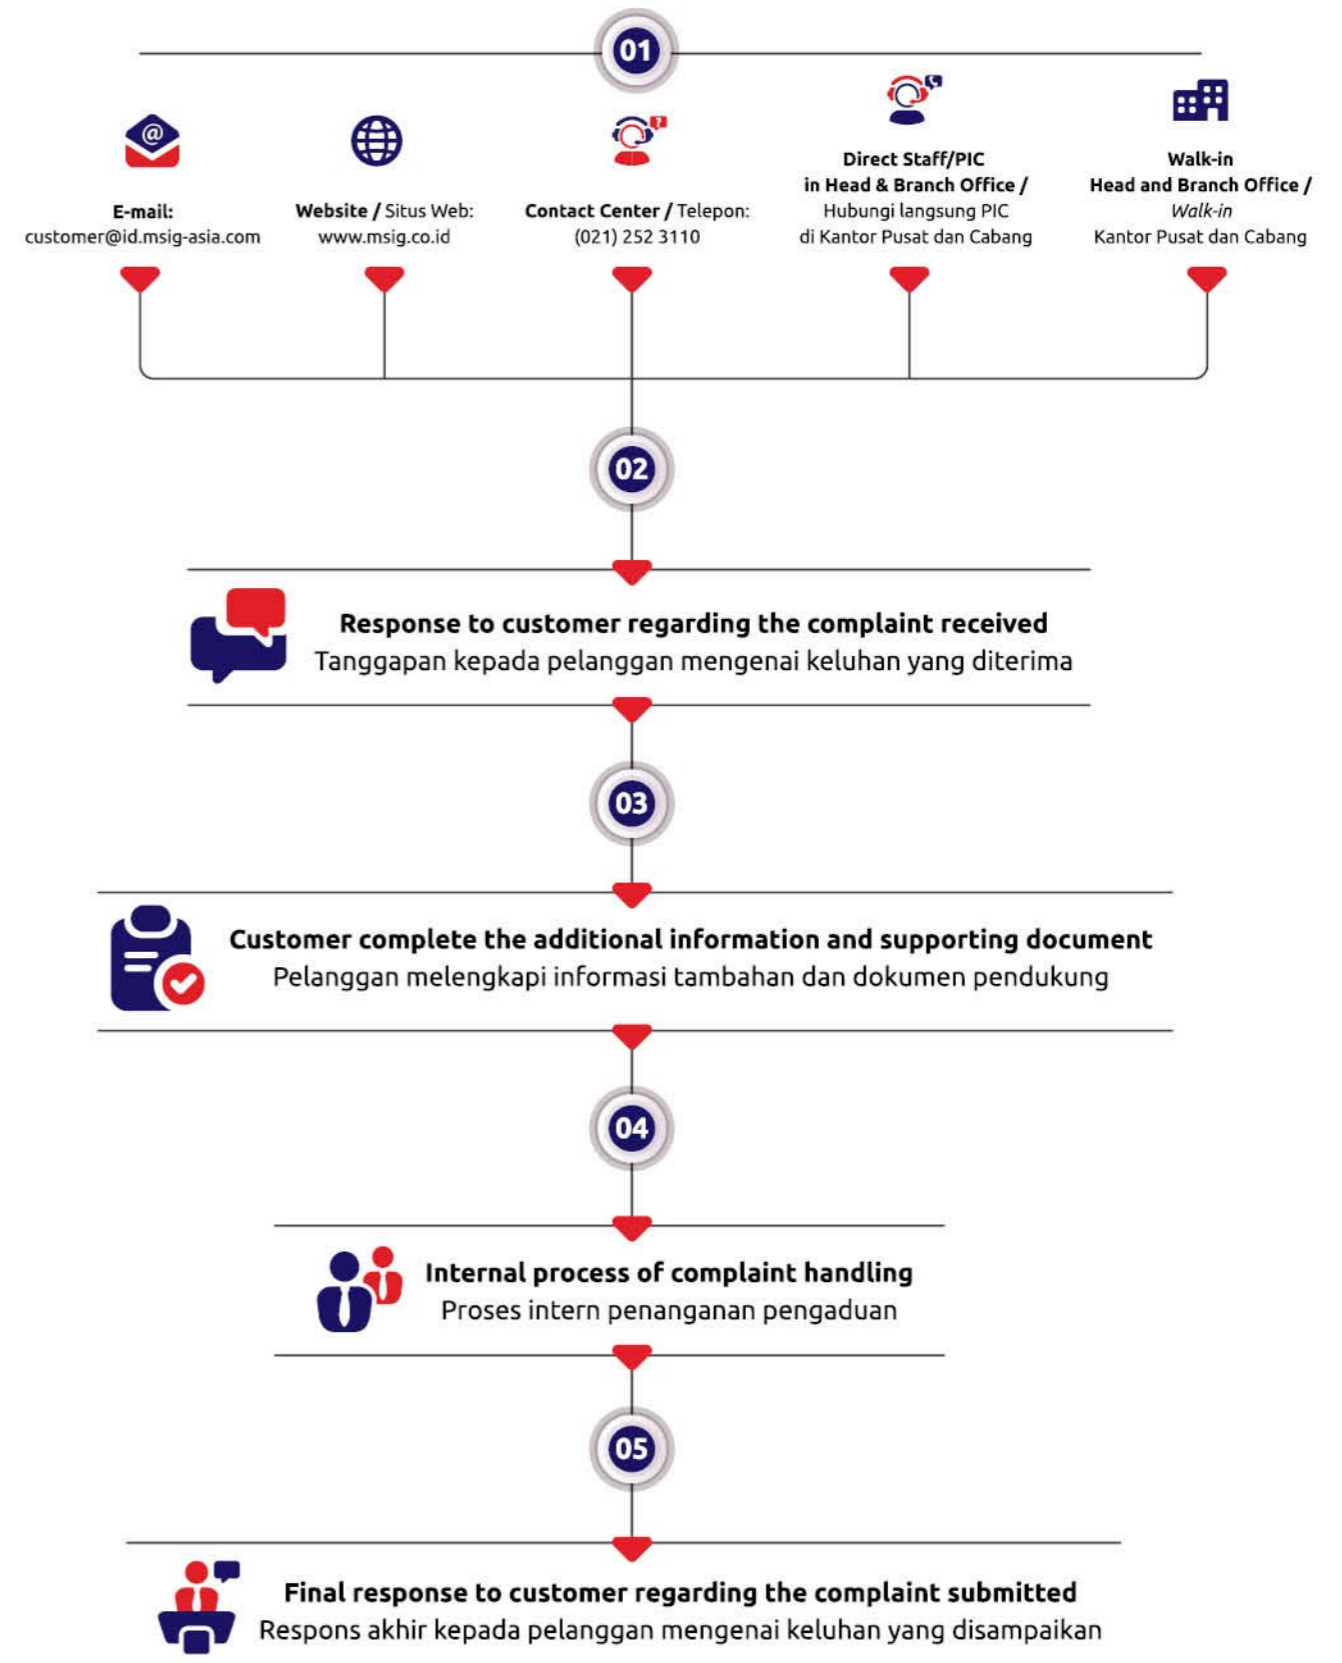 01
E-mail:
customer@id.msig-asia.com
Website / Situs Web:
www.msig.co.id
Contact Center / Telepon:
(021) 252 3110
Direct Staff/PIC
in Head & Branch Office /
Hubungi langsung PIC
di Kantor Pusat dan Cabang
Walk-in
Head and Branch Office /
Walk-in
Kantor Pusat dan Cabang
02
Response to customer regarding the complaint received
Tanggapan kepada pelanggan mengenai keluhan yang diterima
03
Customer complete the additional information and supporting document
Pelanggan melengkapi informasi tambahan dan dokumen pendukung
04
Internal process of complaint handling
Proses intern penanganan pengaduan
05
Final response to customer regarding the complaint submitted
Respons akhir kepada pelanggan mengenai keluhan yang disampaikan